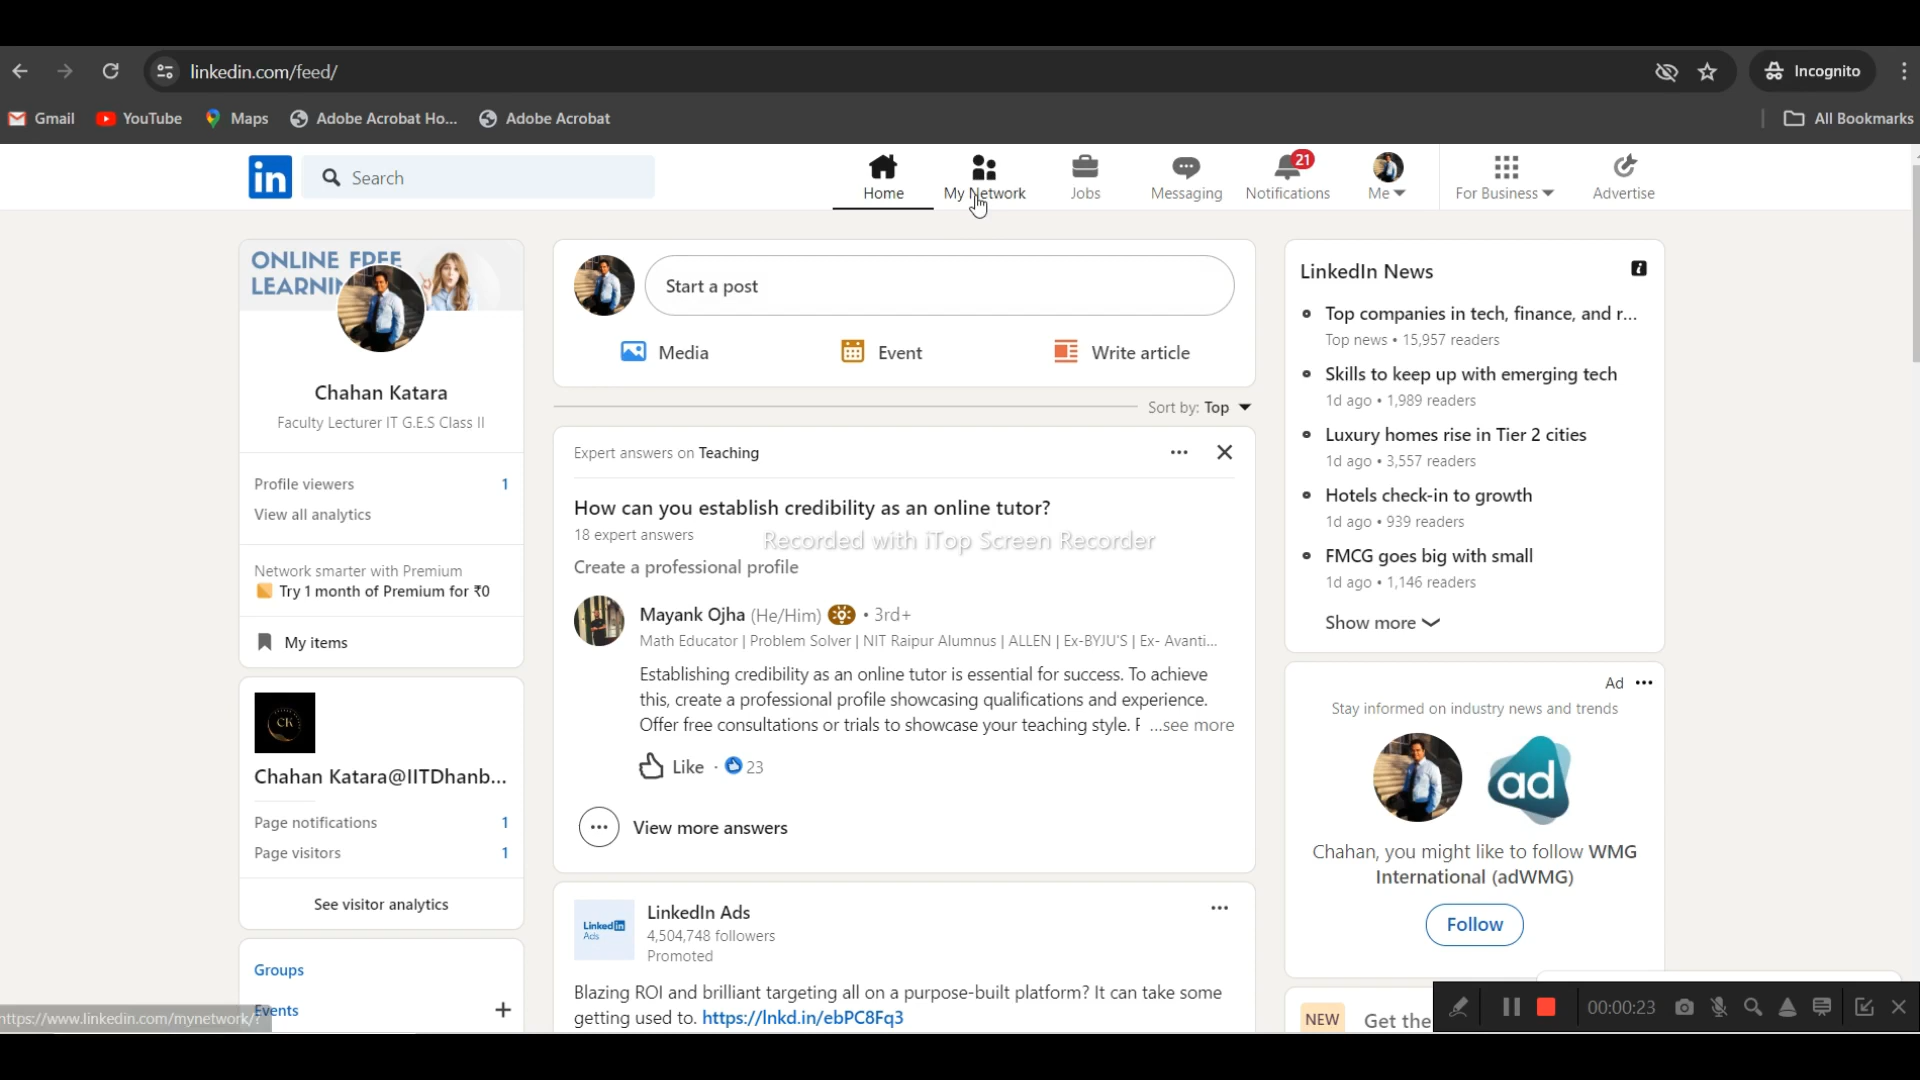 linkedin.com/feed/
Incognito
Gmail
YouTube
Maps
Adobe Acrobat Ho...
Adobe Acrobat
All Bookmarks
in
Search
Home
My Network
Jobs
Messaging
21
Notifications
Me
For Business
Advertise
ONLINE FREE
Chahan Katara
Faculty Lecturer IT G.E.S Class II
Profile viewers 1
View all analytics
Network smarter with Premium
Try 1 month of Premium for ₹0
My items
CK
Chahan Katara@IITDhanb...
Page notifications 1
Page visitors 1
See visitor analytics
Groups
Events
https://www.linkedin.com/mynetwork/?
Start a post
Media
Event
Write article
Sort by: Top
Expert answers on Teaching
How can you establish credibility as an online tutor?
18 expert answers
Recorded with iTop Screen Recorder
Create a professional profile
Mayank Ojha (He/Him) • 3rd+
Math Educator | Problem Solver | NIT Raipur Alumnus | ALLEN | Ex-BYJU'S | Ex- Avanti...
Establishing credibility as an online tutor is essential for success. To achieve
this, create a professional profile showcasing qualifications and experience.
Offer free consultations or trials to showcase your teaching style. ...see more
Like · 23
View more answers
Linked in
Ads
LinkedIn Ads
4,504,748 followers
Promoted
Blazing ROI and brilliant targeting all on a purpose-built platform? It can take some
getting used to. https://lnkd.in/ebPC8Fq3
LinkedIn News
Top companies in tech, finance, and r...
Top news • 15,957 readers
Skills to keep up with emerging tech
1d ago • 1,989 readers
Luxury homes rise in Tier 2 cities
1d ago • 3,557 readers
Hotels check-in to growth
1d ago • 939 readers
FMCG goes big with small
1d ago • 1,146 readers
Show more
Ad
Stay informed on industry news and trends
ad
Chahan, you might like to follow WMG
International (adWMG)
Follow
NEW Get the
00:00:23